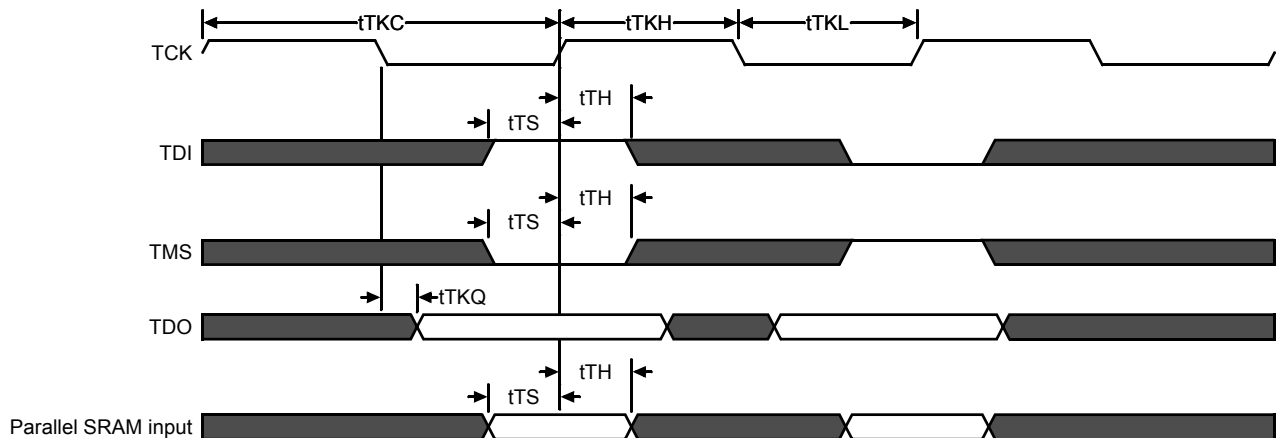 tTKC tTKH tTKL
TCK
tTH
tTS
TDI
tTH
tTS
TMS
tTKQ
TDO
tTH
tTS
Parallel SRAM input